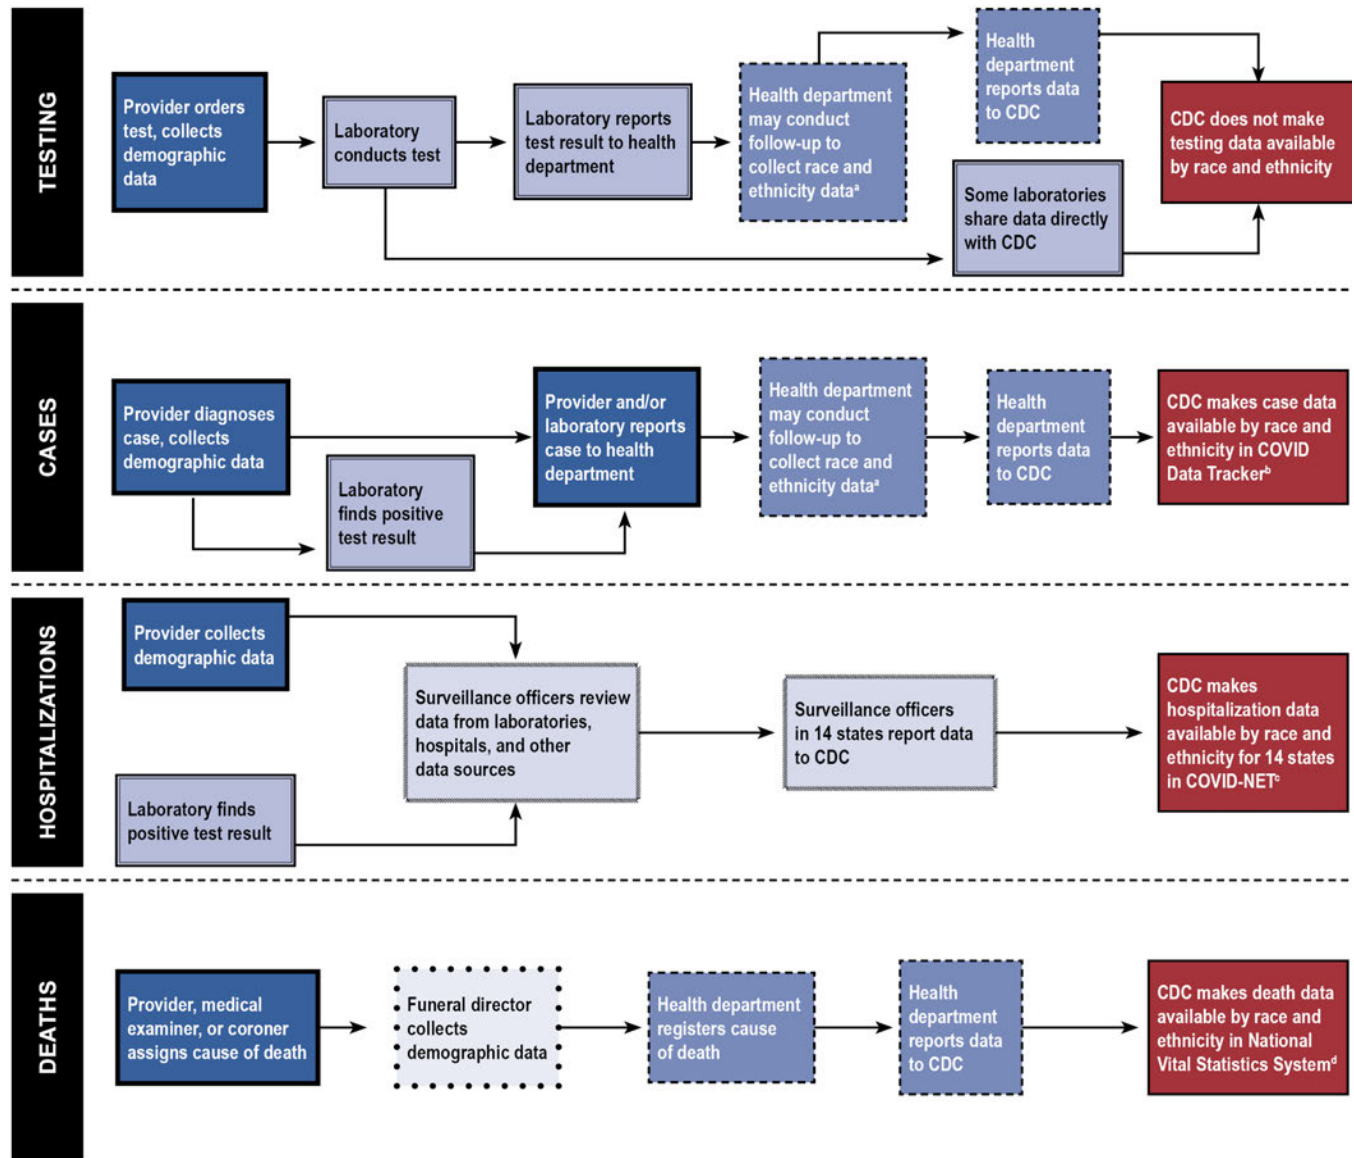 TESTING
Provider orders
test, collects
demographic
data
Laboratory
conducts test
Laboratory reports
test result to health
department
Health department
may conduct
follow-up to
collect race and
ethnicity dataᵃ
Health
department
reports data
to CDC
Some laboratories
share data directly
with CDC
CDC does not make
testing data available
by race and ethnicity
CASES
Provider diagnoses
case, collects
demographic data
Laboratory
finds positive
test result
Provider and/or
laboratory reports
case to health
department
Health department
may conduct
follow-up to
collect race and
ethnicity dataᵃ
Health
department
reports data
to CDC
CDC makes case data
available by race and
ethnicity in COVID
Data Trackerᵇ
HOSPITALIZATIONS
Provider collects
demographic data
Laboratory finds
positive test result
Surveillance officers review
data from laboratories,
hospitals, and other
data sources
Surveillance officers
in 14 states report data
to CDC
CDC makes
hospitalization data
available by race and
ethnicity for 14 states
in COVID-NETᶜ
DEATHS
Provider, medical
examiner, or coroner
assigns cause of death
Funeral director
collects
demographic data
Health department
registers cause
of death
Health
department
reports data
to CDC
CDC makes death data
available by race and
ethnicity in National
Vital Statistics Systemᵈ